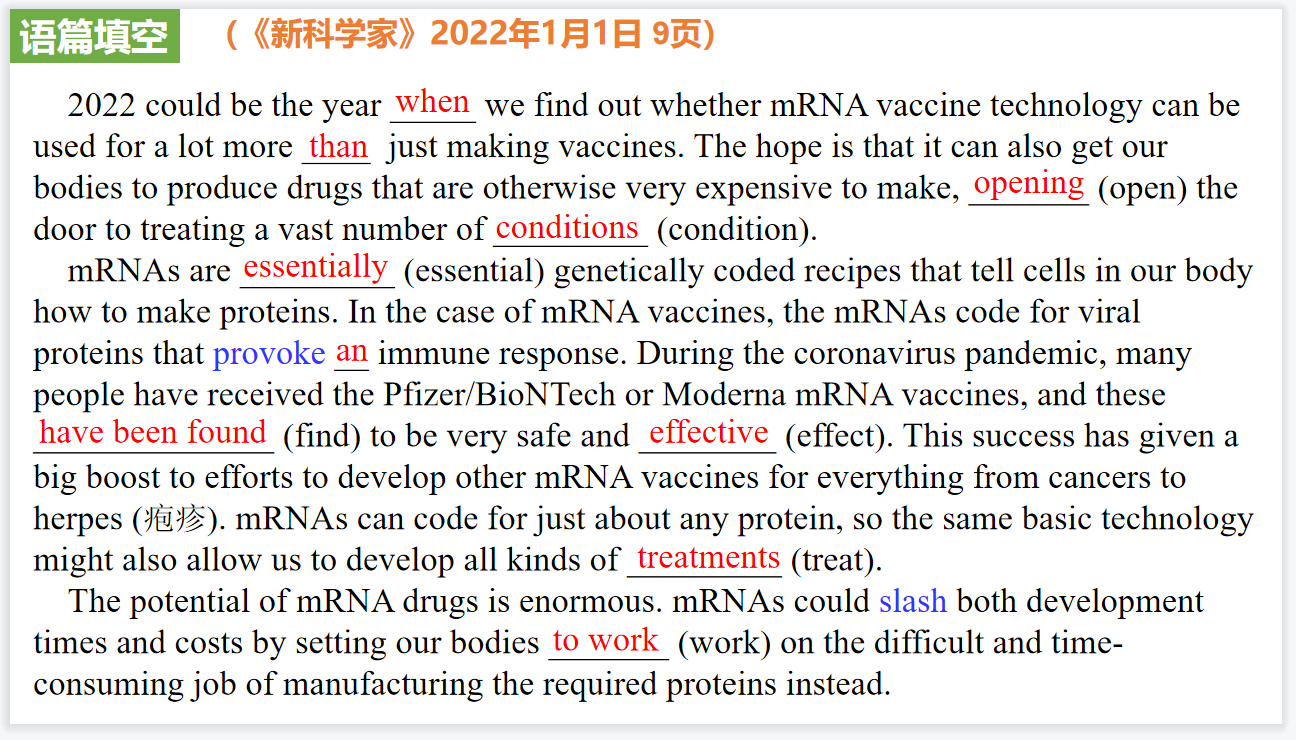 语篇填空 (《新科学家》2022年1月1日 9页)
2022 could be the year when we find out whether mRNA vaccine technology can be
used for a lot more than just making vaccines. The hope is that it can also get our
bodies to produce drugs that are otherwise very expensive to make, opening (open) the
door to treating a vast number of conditions (condition).
mRNAs are essentially (essential) genetically coded recipes that tell cells in our body
how to make proteins. In the case of mRNA vaccines, the mRNAs code for viral
proteins that provoke an immune response. During the coronavirus pandemic, many
people have received the Pfizer/BioNTech or Moderna mRNA vaccines, and these
have been found (find) to be very safe and effective (effect). This success has given a
big boost to efforts to develop other mRNA vaccines for everything from cancers to
herpes (疱疹). mRNAs can code for just about any protein, so the same basic technology
might also allow us to develop all kinds of treatments (treat).
The potential of mRNA drugs is enormous. mRNAs could slash both development
times and costs by setting our bodies to work (work) on the difficult and time-
consuming job of manufacturing the required proteins instead.